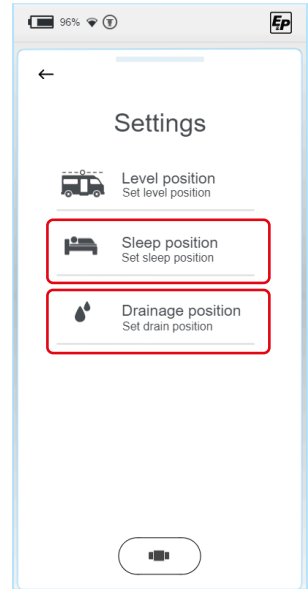 96%
EP
Settings
Level position
Set level position
Sleep position
Set sleep position
Drainage position
Set drain position